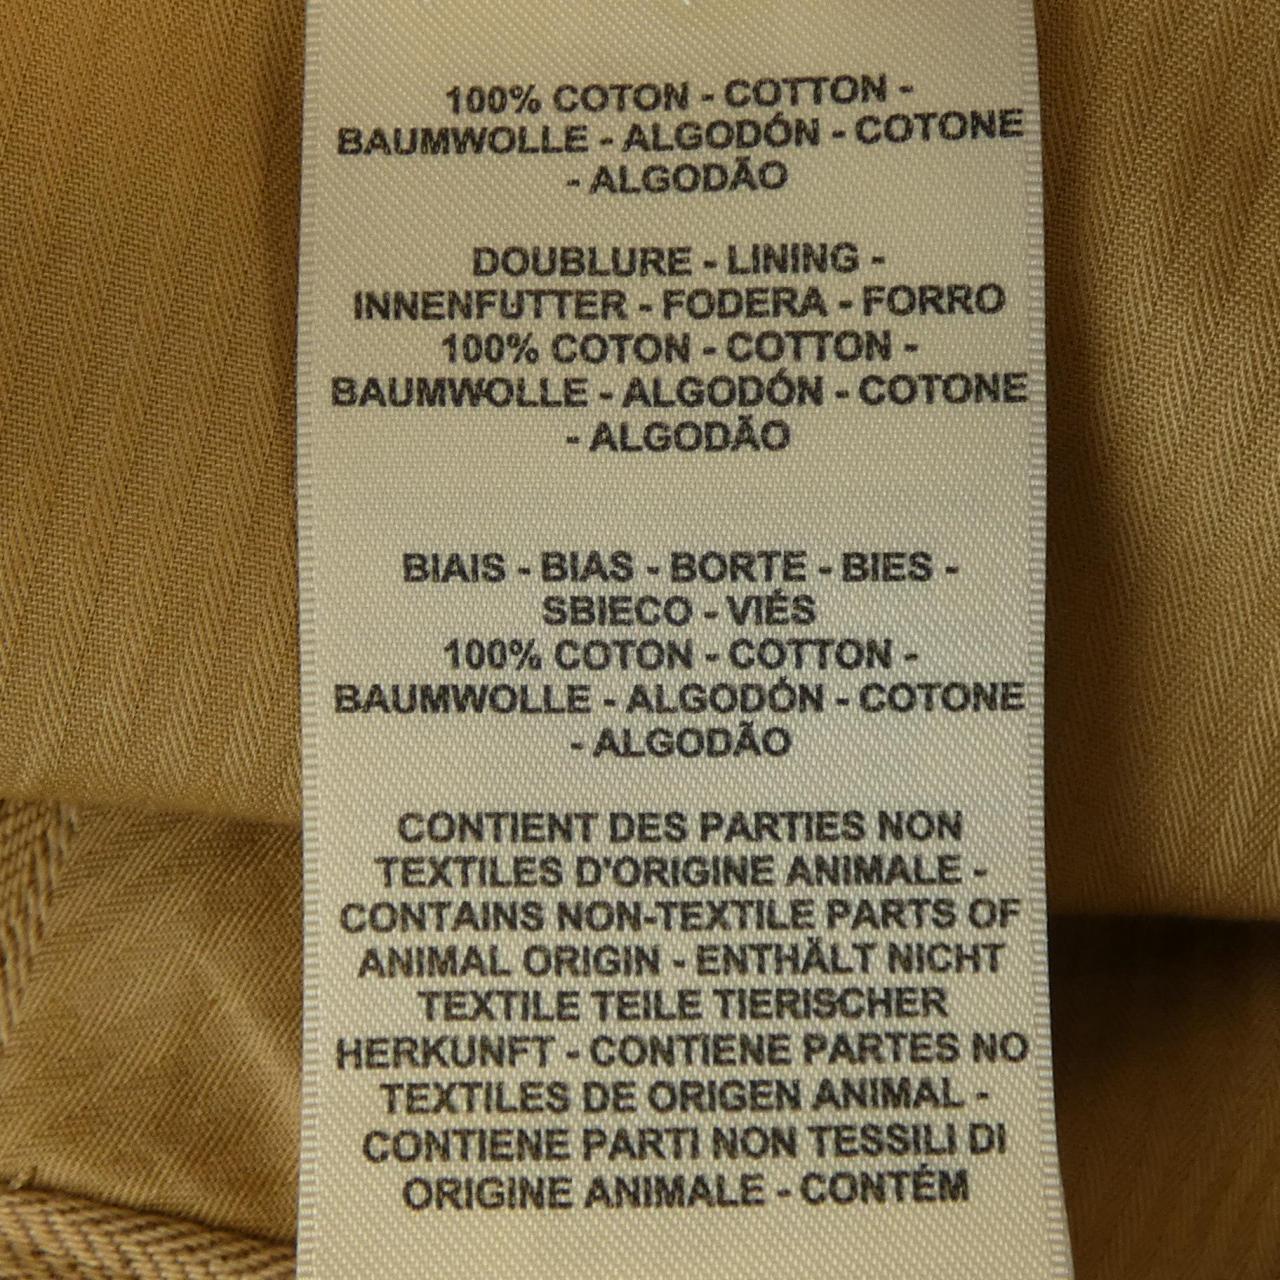 100% COTON - COTTON -
BAUMWOLLE - ALGODÓN - COTONE
- ALGODÃO
DOUBLURE - LINING -
INNENFUTTER - FODERA - FORRO
100% COTON - COTTON -
BAUMWOLLE - ALGODÓN - COTONE
- ALGODÃO
BIAIS - BIAS - BORTE - BIES -
SBIECO - VIÉS
100% COTON - COTTON -
BAUMWOLLE - ALGODÓN - COTONE
- ALGODÃO
CONTIENT DES PARTIES NON
TEXTILES D'ORIGINE ANIMALE -
CONTAINS NON-TEXTILE PARTS OF
ANIMAL ORIGIN - ENTHÄLT NICHT
TEXTILE TEILE TIERISCHER
HERKUNFT - CONTIENE PARTES NO
TEXTILES DE ORIGEN ANIMAL -
CONTIENE PARTI NON TESSILI DI
ORIGINE ANIMALE - CONTÉM